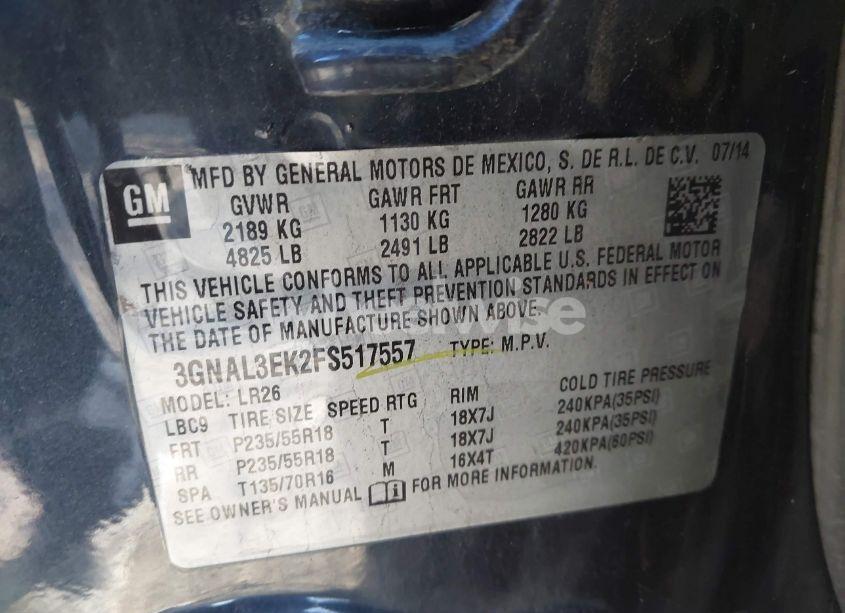 GM
MFD BY GENERAL MOTORS DE MEXICO, S. DE R.L. DE C.V. 07/14
GVWR GAWR FRT GAWR RR
2189 KG 1130 KG 1280 KG
4825 LB 2491 LB 2822 LB
THIS VEHICLE CONFORMS TO ALL APPLICABLE U.S. FEDERAL MOTOR
VEHICLE SAFETY AND THEFT PREVENTION STANDARDS IN EFFECT ON
THE DATE OF MANUFACTURE SHOWN ABOVE.
3GNAL3EK2FS517557 TYPE: M.P.V.
MODEL: LR26
LBC9 TIRE SIZE SPEED RTG RIM COLD TIRE PRESSURE
FRT P235/55R18 T 18X7J 240KPA(35PSI)
RR P235/55R18 T 18X7J 240KPA(35PSI)
SPA T135/70R16 M 16X4T 420KPA(60PSI)
SEE OWNER'S MANUAL FOR MORE INFORMATION.